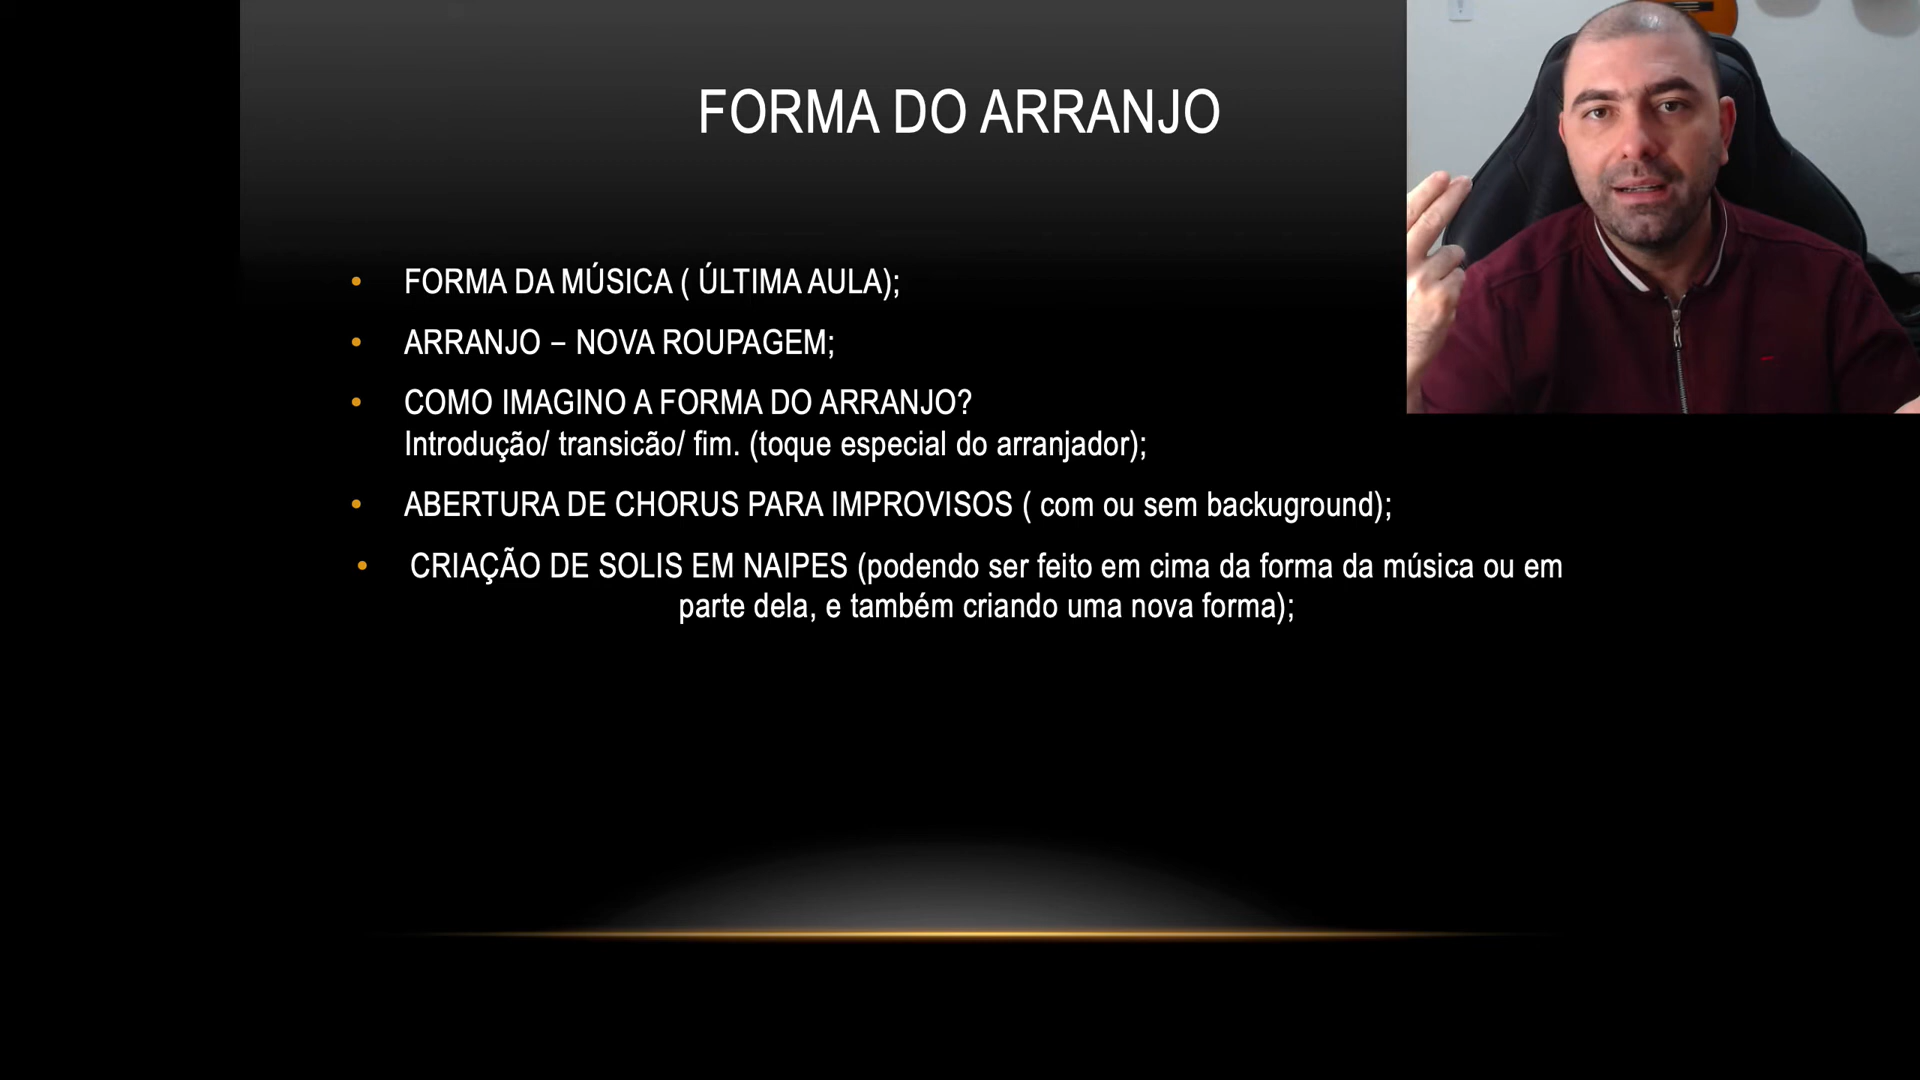 FORMA DO ARRANJO
• FORMA DA MÚSICA ( ÚLTIMA AULA);
• ARRANJO – NOVA ROUPAGEM;
• COMO IMAGINO A FORMA DO ARRANJO?
Introdução/ transicão/ fim. (toque especial do arranjador);
• ABERTURA DE CHORUS PARA IMPROVISOS ( com ou sem backuground);
• CRIAÇÃO DE SOLIS EM NAIPES (podendo ser feito em cima da forma da música ou em
parte dela, e também criando uma nova forma);